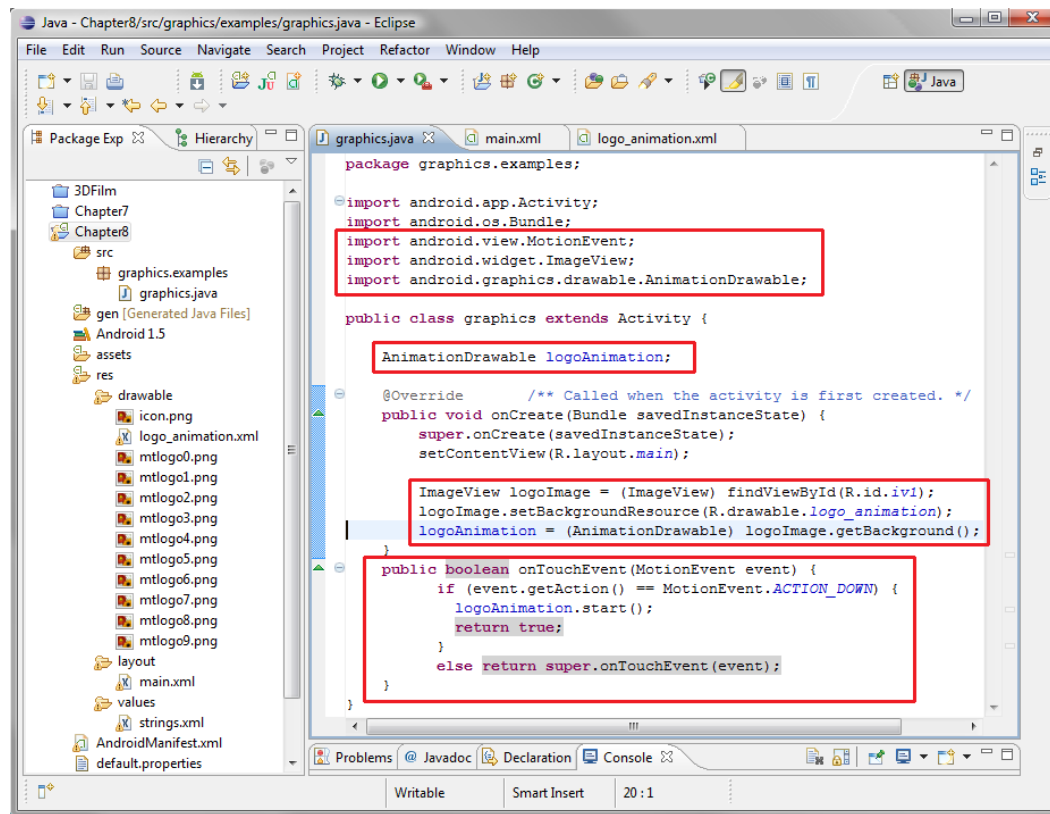 Java - Chapter8/src/graphics/examples/graphics.java - Eclipse
File Edit Run Source Navigate Search Project Refactor Window Help
Java
Package Exp
Hierarchy
3DFilm
Chapter7
Chapter8
src
graphics.examples
graphics.java
gen [Generated Java Files]
Android 1.5
assets
res
drawable
icon.png
logo_animation.xml
mtlogo0.png
mtlogo1.png
mtlogo2.png
mtlogo3.png
mtlogo4.png
mtlogo5.png
mtlogo6.png
mtlogo7.png
mtlogo8.png
mtlogo9.png
layout
main.xml
values
strings.xml
AndroidManifest.xml
default.properties
graphics.java main.xml logo_animation.xml
package graphics.examples;
import android.app.Activity;
import android.os.Bundle;
import android.view.MotionEvent;
import android.widget.ImageView;
import android.graphics.drawable.AnimationDrawable;
public class graphics extends Activity {
AnimationDrawable logoAnimation;
@Override /** Called when the activity is first created. */
public void onCreate(Bundle savedInstanceState) {
super.onCreate(savedInstanceState);
setContentView(R.layout.main);
ImageView logoImage = (ImageView) findViewById(R.id.iv1);
logoImage.setBackgroundResource(R.drawable.logo_animation);
logoAnimation = (AnimationDrawable) logoImage.getBackground();
}
public boolean onTouchEvent(MotionEvent event) {
if (event.getAction() == MotionEvent.ACTION_DOWN) {
logoAnimation.start();
return true;
}
else return super.onTouchEvent(event);
}
}
Problems @ Javadoc Declaration Console
Writable Smart Insert 20 : 1